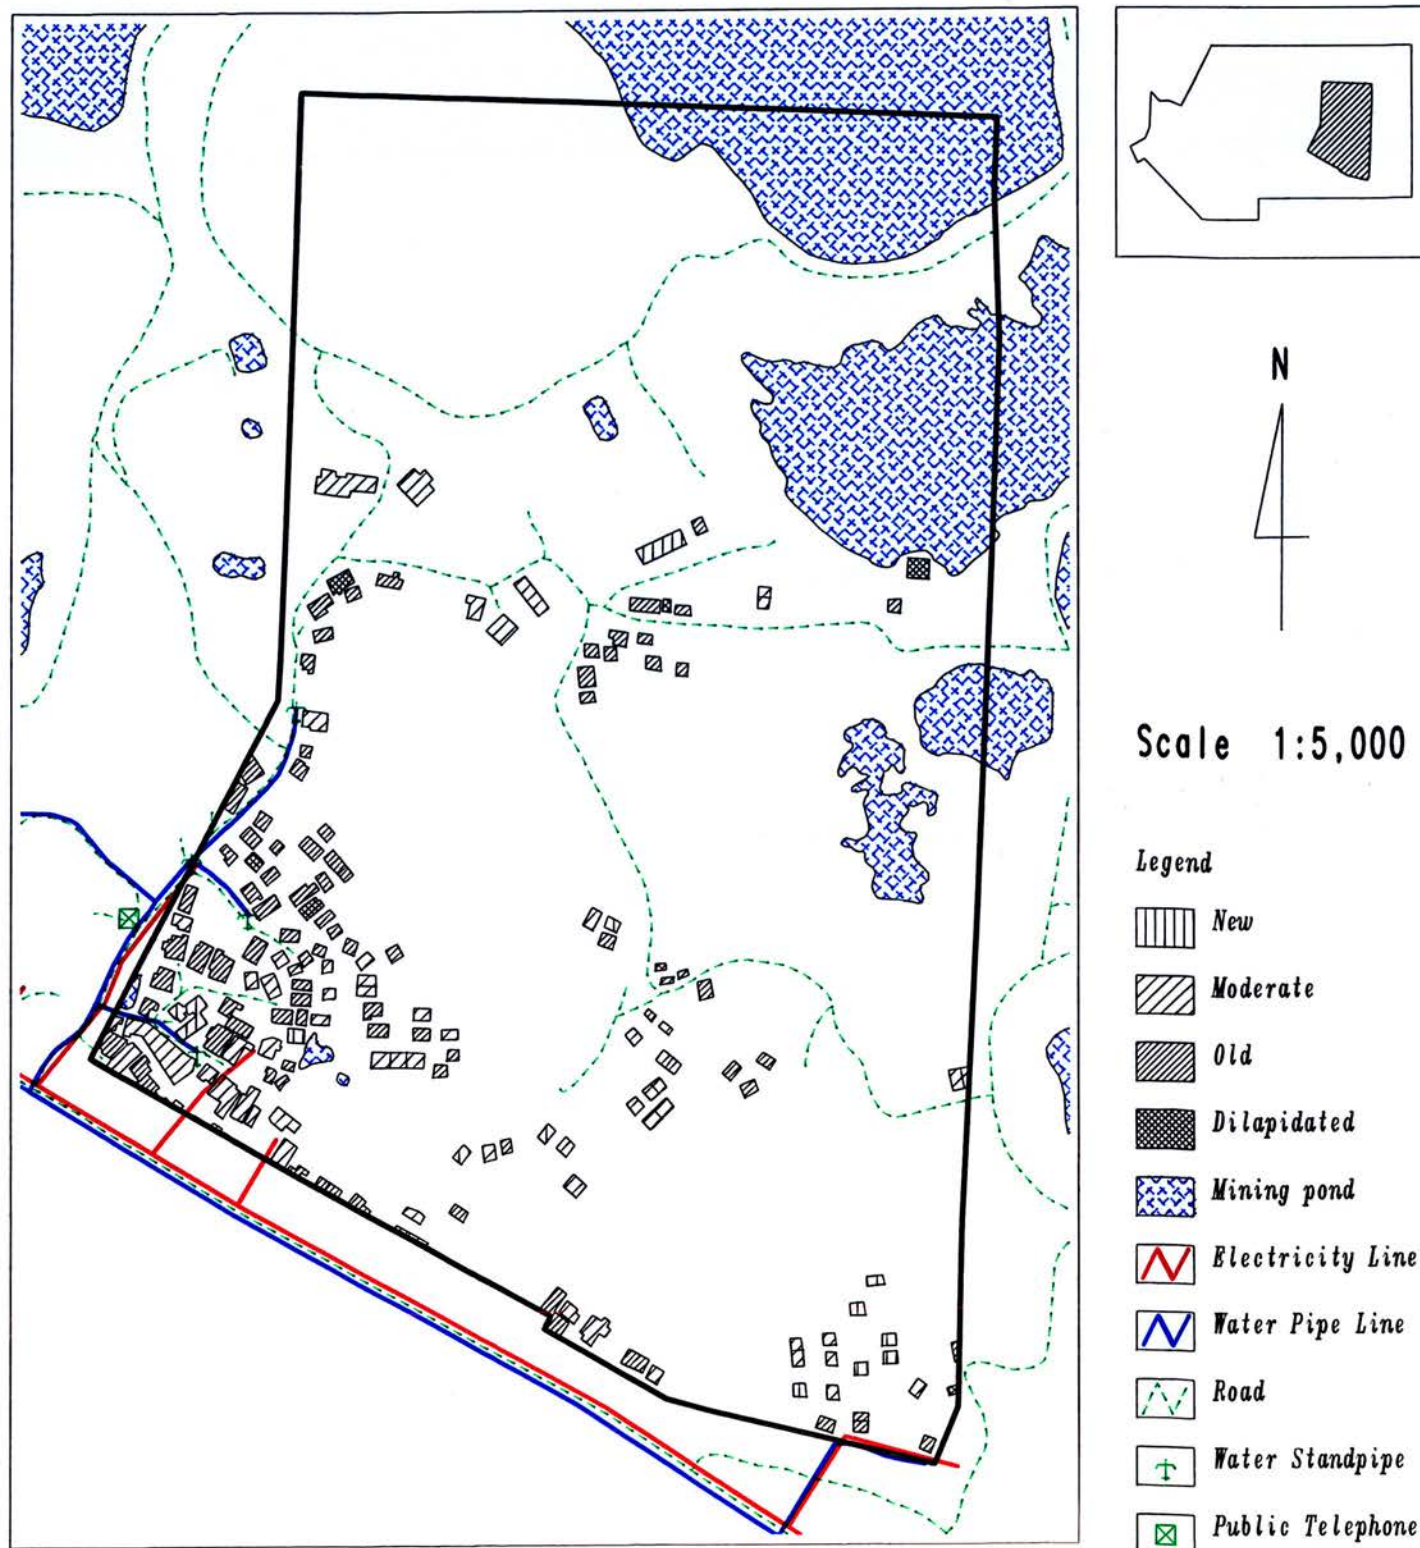 N
Scale 1:5,000
Legend
New
Moderate
Old
Dilapidated
Mining pond
Electricity Line
Water Pipe Line
Road
Water Standpipe
Public Telephone